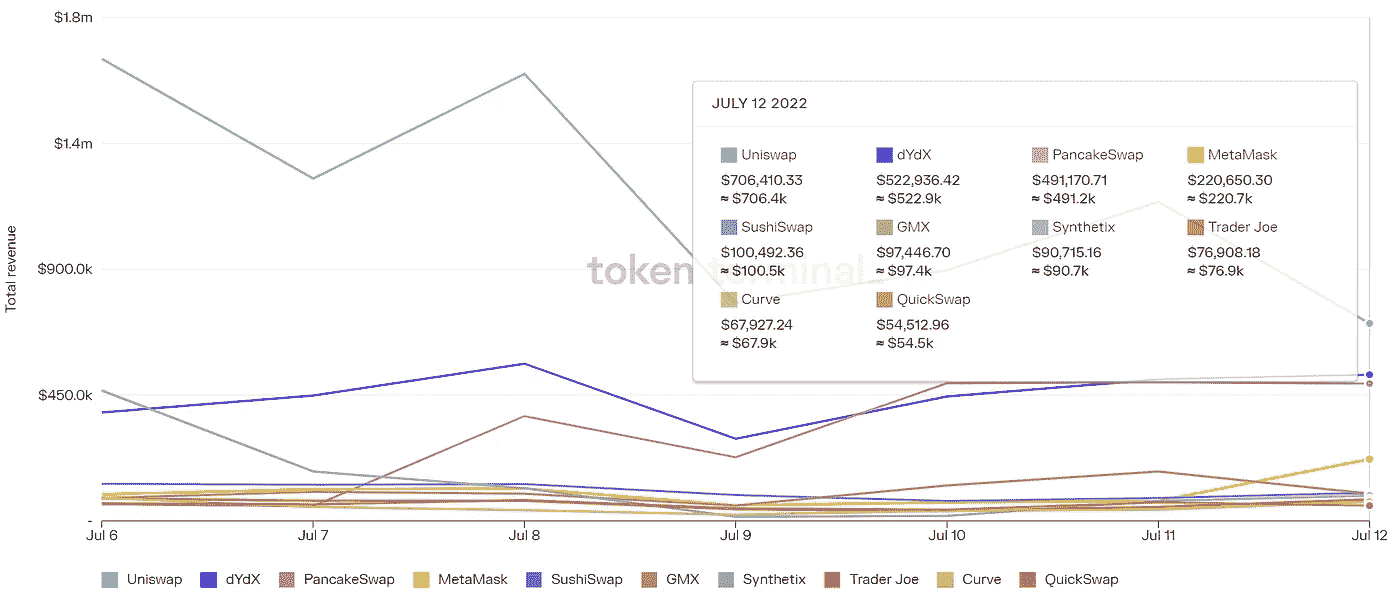 $1.8m
$1.4m
$900.0k
$450.0k
-
Total revenue
token terminal
JULY 12 2022
Uniswap dYdX PancakeSwap MetaMask
$706,410.33 $522,936.42 $491,170.71 $220,650.30
≈ $706.4k ≈ $522.9k ≈ $491.2k ≈ $220.7k
SushiSwap GMX Synthetix Trader Joe
$100,492.36 $97,446.70 $90,715.16 $76,908.18
≈ $100.5k ≈ $97.4k ≈ $90.7k ≈ $76.9k
Curve QuickSwap
$67,927.24 $54,512.96
≈ $67.9k ≈ $54.5k
Jul 6 Jul 7 Jul 8 Jul 9 Jul 10 Jul 11 Jul 12
Uniswap dYdX PancakeSwap MetaMask SushiSwap GMX Synthetix Trader Joe Curve QuickSwap